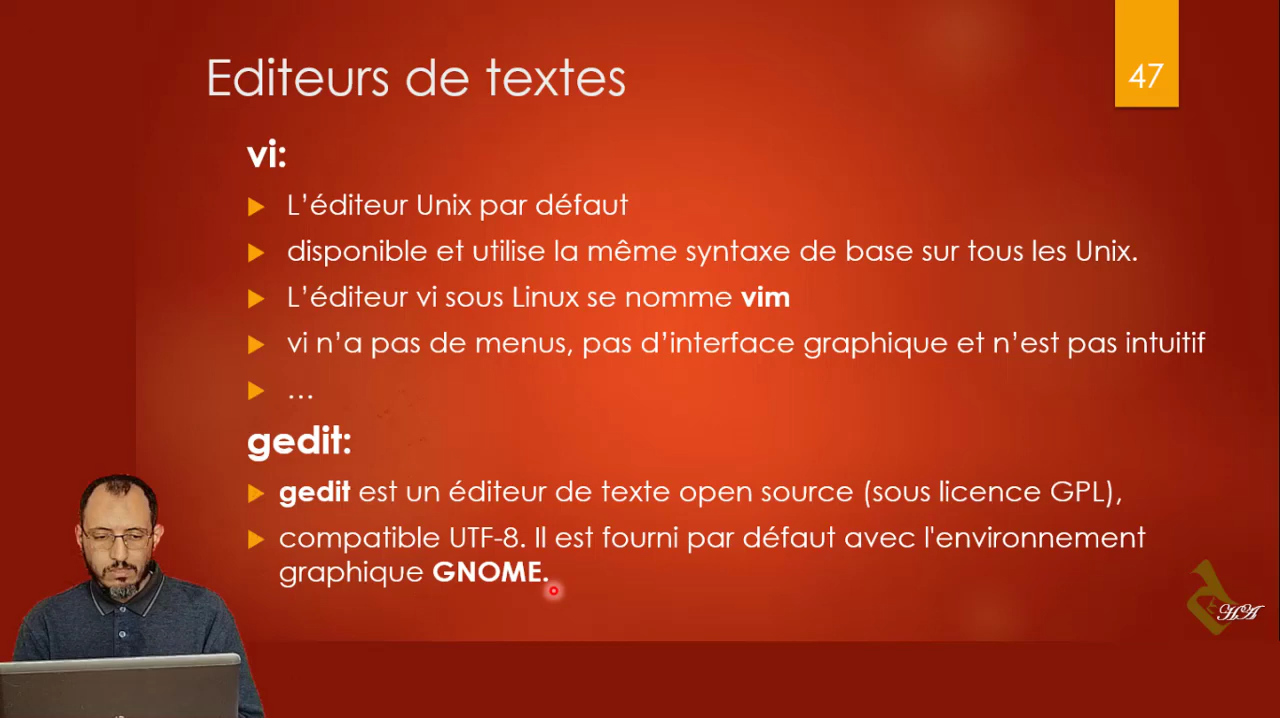 Editeurs de textes
47
vi:
L’éditeur Unix par défaut
disponible et utilise la même syntaxe de base sur tous les Unix.
L’éditeur vi sous Linux se nomme vim
vi n’a pas de menus, pas d’interface graphique et n’est pas intuitif
…
gedit:
gedit est un éditeur de texte open source (sous licence GPL),
compatible UTF-8. Il est fourni par défaut avec l'environnement
graphique GNOME.
HA